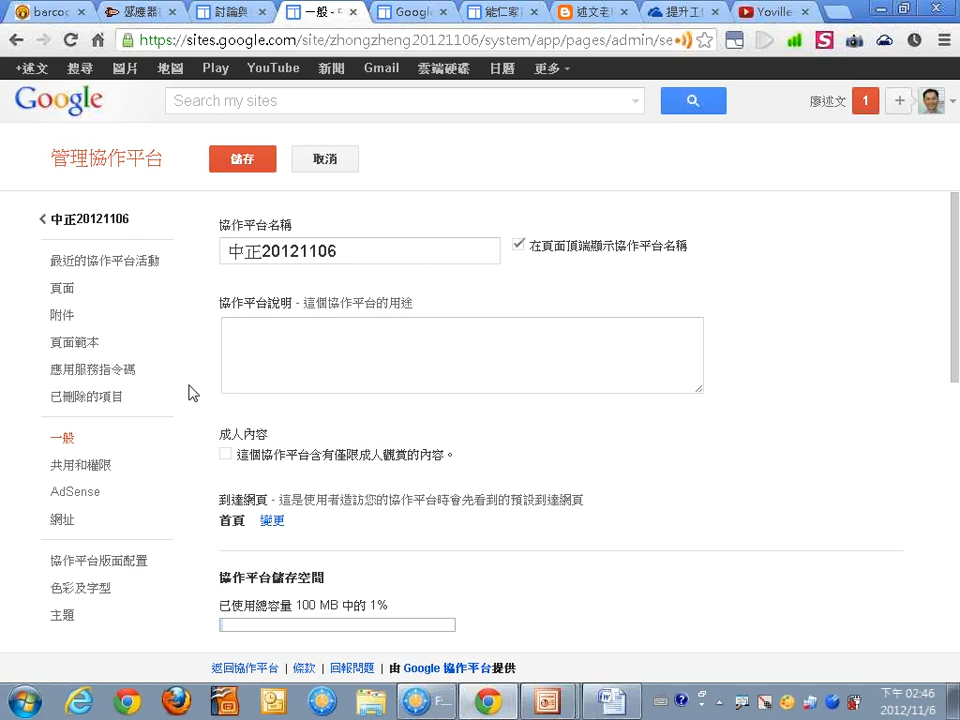 barcoc
感應器
討論與
一般 -
Google
能仁家
述文老
提升工
Yoville
https://sites.google.com/site/zhongzheng20121106/system/app/pages/admin/se
+述文 搜尋 圖片 地圖 Play YouTube 新聞 Gmail 雲端硬碟 日曆 更多
Google
Search my sites
廖述文
1
+
管理協作平台
儲存
取消
中正20121106
最近的協作平台活動
頁面
附件
頁面範本
應用服務指令碼
已刪除的項目
一般
共用和權限
AdSense
網址
協作平台版面配置
色彩及字型
主題
協作平台名稱
中正20121106
在頁面頂端顯示協作平台名稱
協作平台說明 - 這個協作平台的用途
成人內容
這個協作平台含有僅限成人觀賞的內容。
到達網頁 - 這是使用者造訪您的協作平台時會先看到的預設到達網頁
首頁 變更
協作平台儲存空間
已使用總容量 100 MB 中的 1%
返回協作平台 | 條款 | 回報問題 | 由 Google 協作平台提供
F...
下午 02:46
2012/11/6